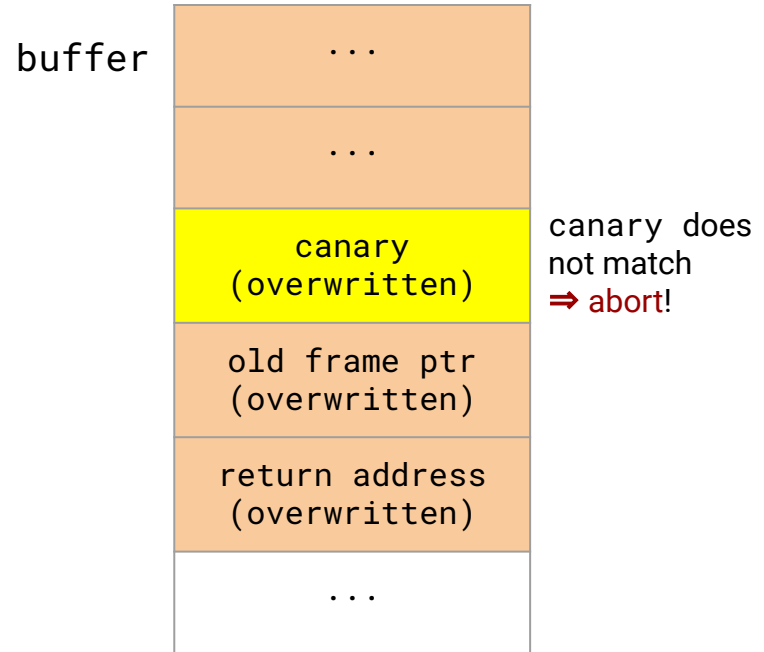 buffer
...
...
canary
(overwritten)
canary does
not match
⇒ abort!
old frame ptr
(overwritten)
return address
(overwritten)
...